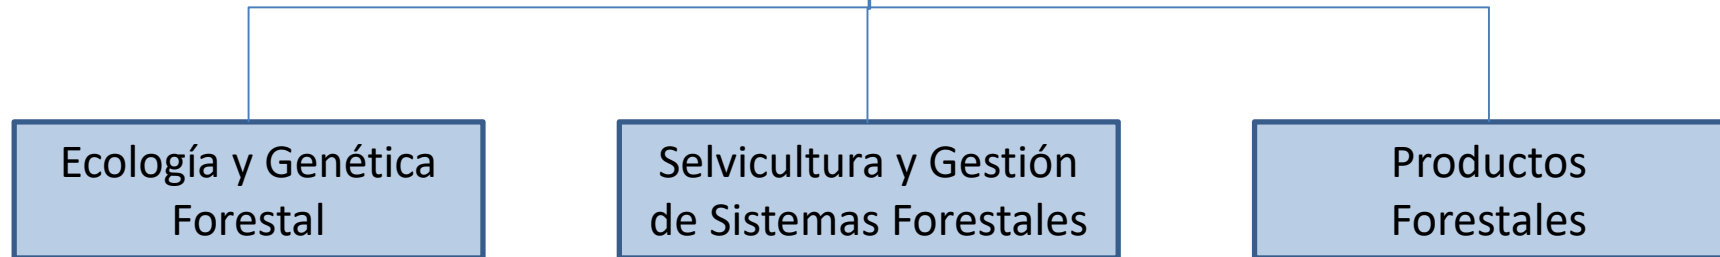 Ecología y Genética
Forestal
Selvicultura y Gestión
de Sistemas Forestales
Productos
Forestales